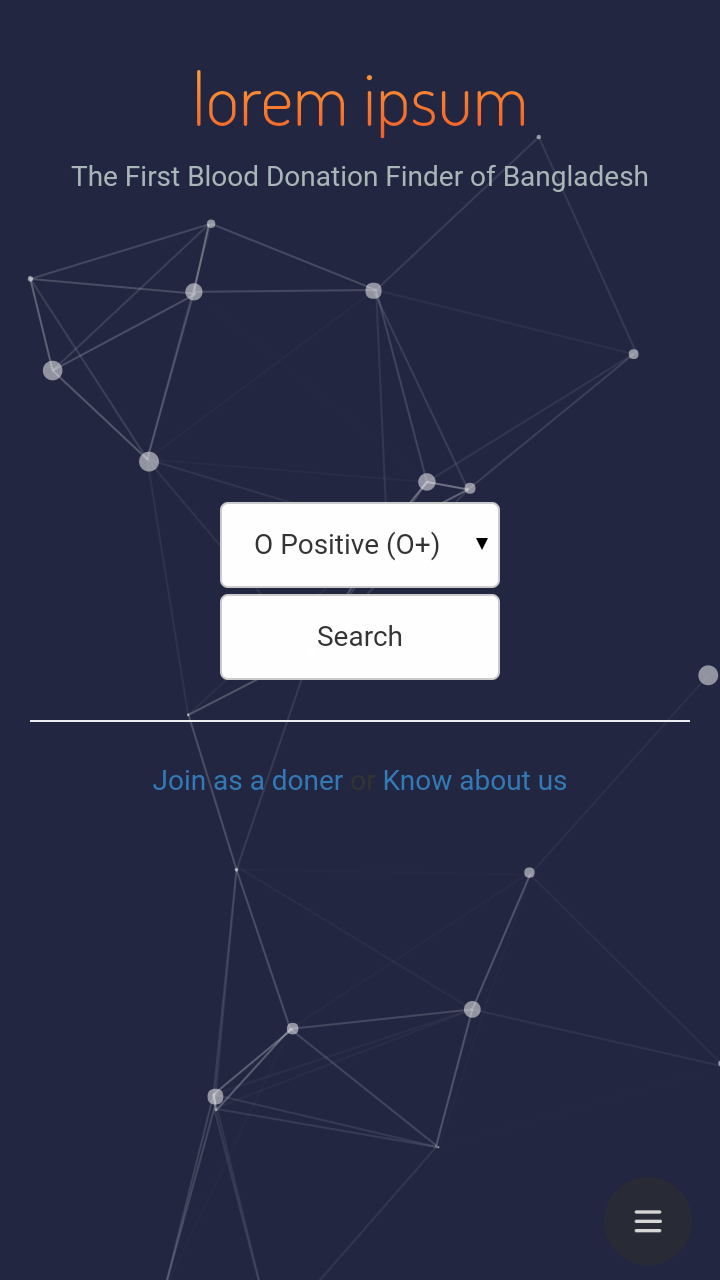 lorem ipsum
The First Blood Donation Finder of Bangladesh
O Positive (O+)
Search
Join as a doner or Know about us